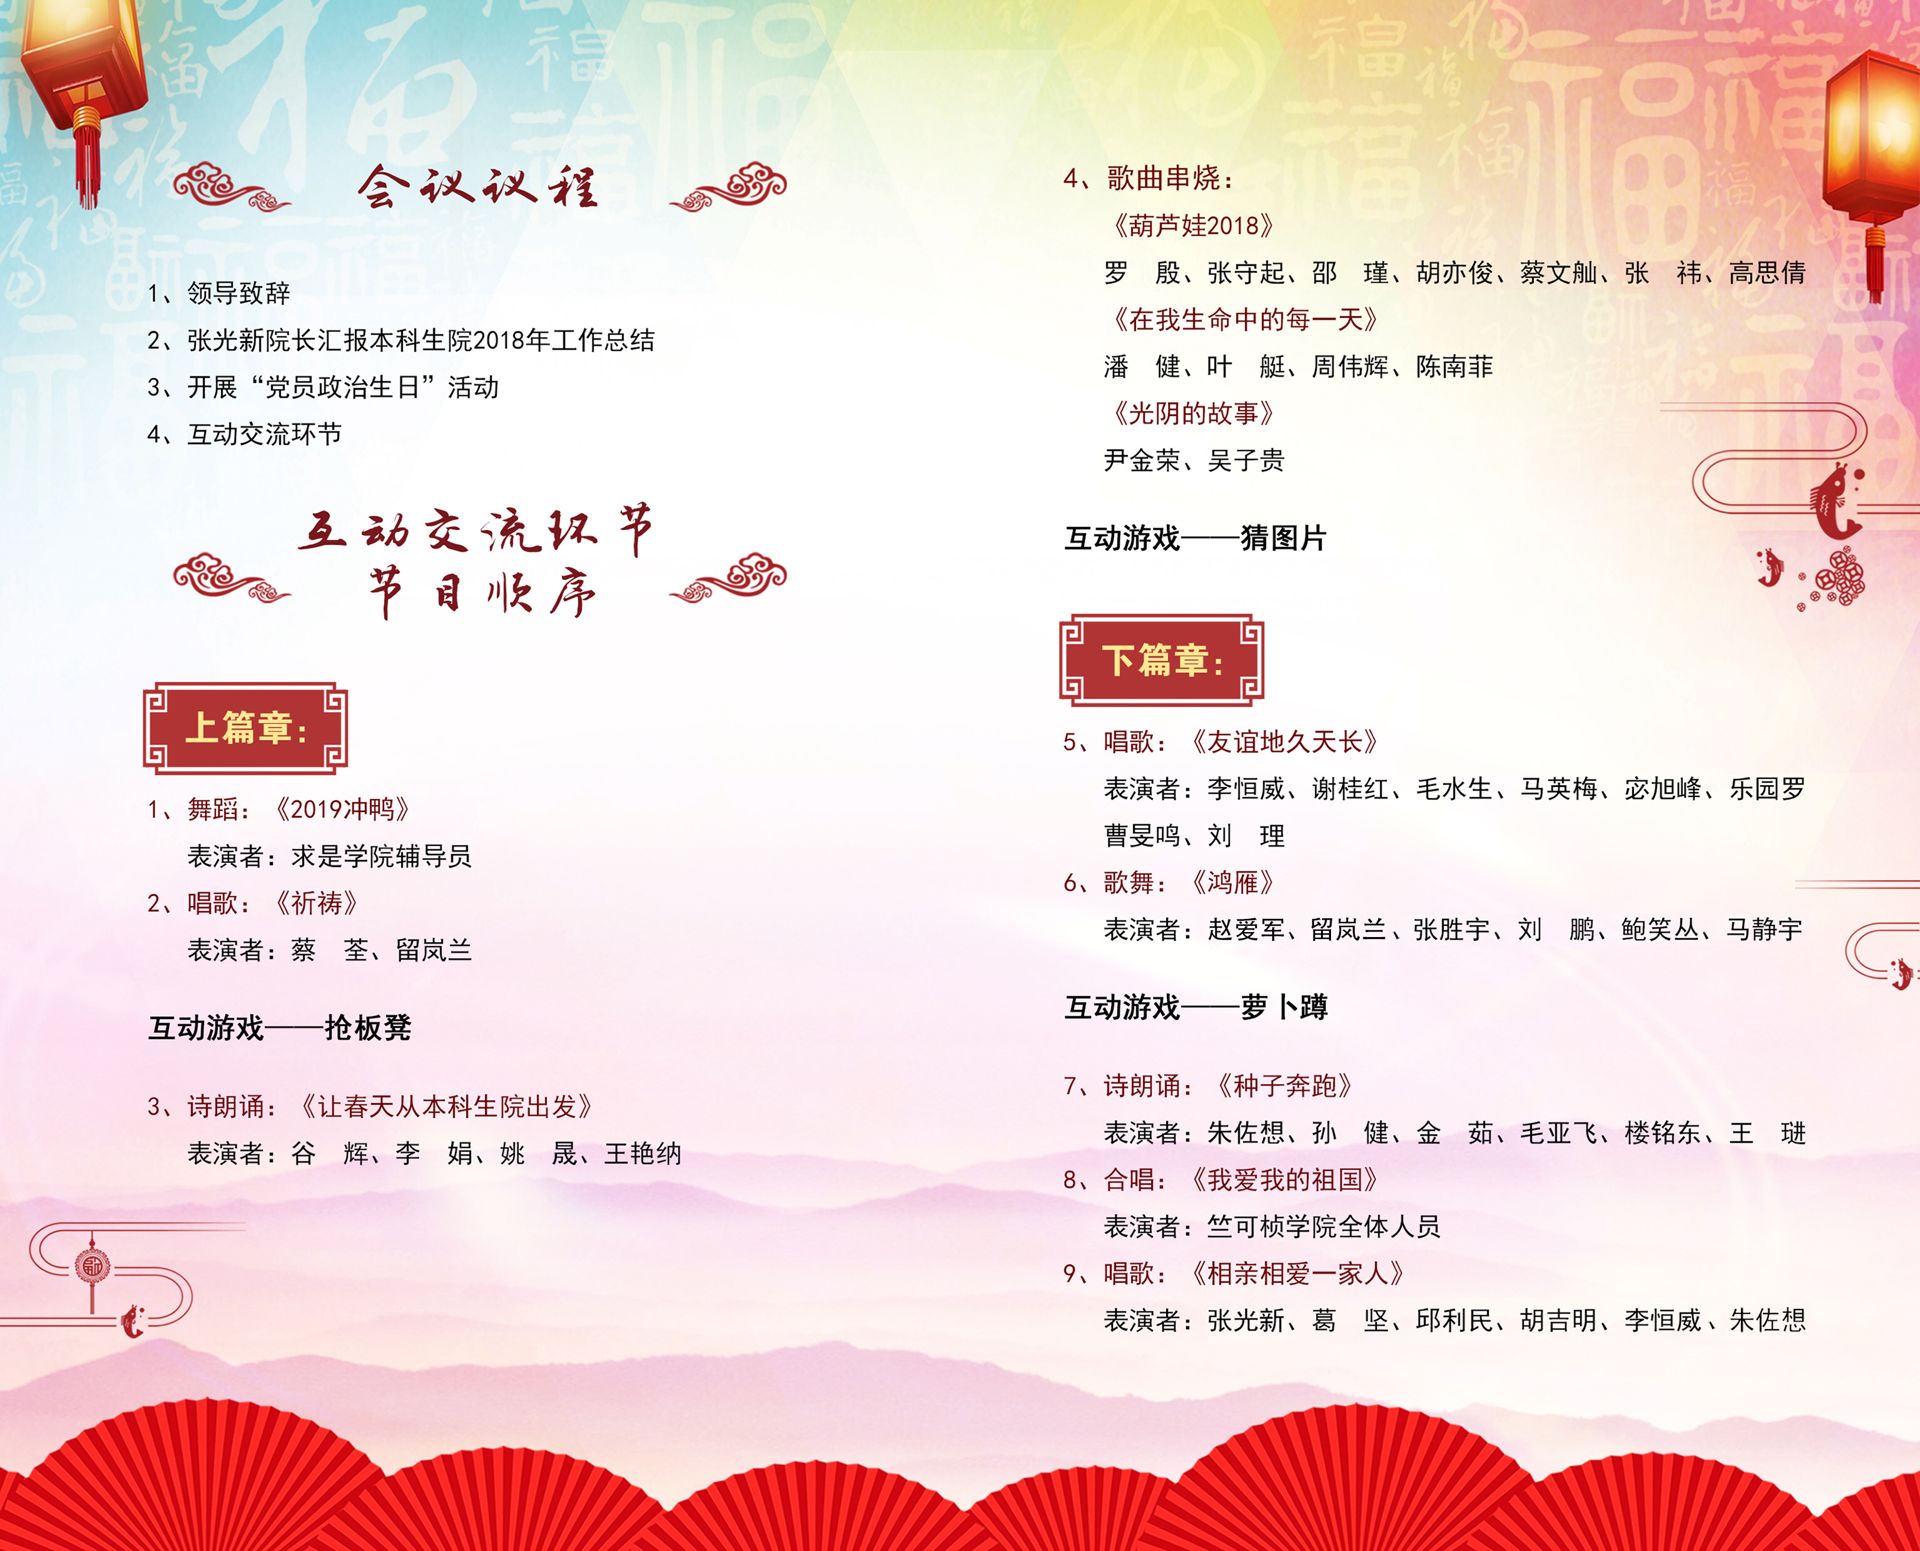 会议议程
1、领导致辞
2、张光新院长汇报本科生院2018年工作总结
3、开展“党员政治生日”活动
4、互动交流环节
互动交流环节
节目顺序
上篇章：
1、舞蹈：《2019冲鸭》
表演者：求是学院辅导员
2、唱歌：《祈祷》
表演者：蔡　荃、留岚兰
互动游戏——抢板凳
3、诗朗诵：《让春天从本科生院出发》
表演者：谷　辉、李　娟、姚　晟、王艳纳
4、歌曲串烧：
《葫芦娃2018》
罗　殷、张守起、邵　瑾、胡亦俊、蔡文舢、张　祎、高思倩
《在我生命中的每一天》
潘　健、叶　艇、周伟辉、陈南菲
《光阴的故事》
尹金荣、吴子贵
互动游戏——猜图片
下篇章：
5、唱歌：《友谊地久天长》
表演者：李恒威、谢桂红、毛水生、马英梅、宓旭峰、乐园罗
曹旻鸣、刘　理
6、歌舞：《鸿雁》
表演者：赵爱军、留岚兰、张胜宇、刘　鹏、鲍笑丛、马静宇
互动游戏——萝卜蹲
7、诗朗诵：《种子奔跑》
表演者：朱佐想、孙　健、金　茹、毛亚飞、楼铭东、王　琎
8、合唱：《我爱我的祖国》
表演者：竺可桢学院全体人员
9、唱歌：《相亲相爱一家人》
表演者：张光新、葛　坚、邱利民、胡吉明、李恒威、朱佐想